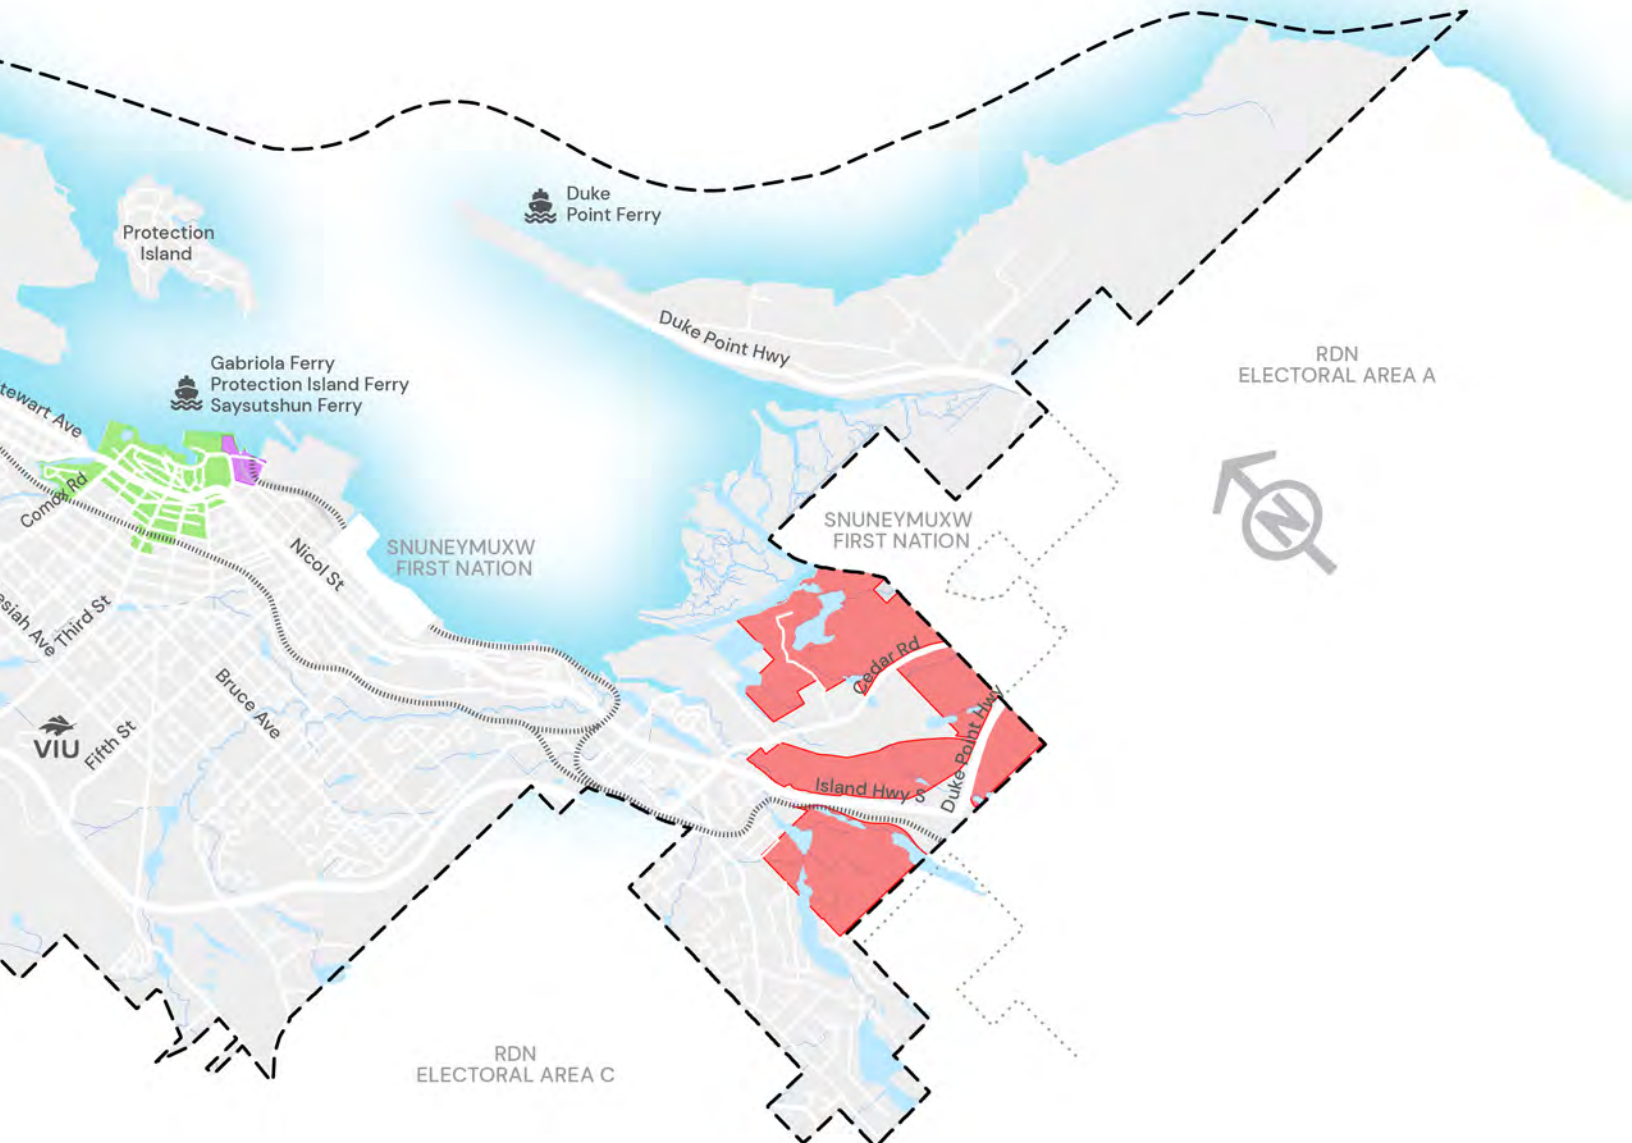 Duke
Point Ferry
Protection
Island
Duke Point Hwy
RDN
ELECTORAL AREA A
Gabriola Ferry
Protection Island Ferry
Saysutshun Ferry
tewart Ave
Comox Rd
N
SNUNEYMUXW
FIRST NATION
SNUNEYMUXW
FIRST NATION
Nicol St
esiah Ave
Third St
Cedar Rd
Bruce Ave
Duke Point Hwy
VIU
Fifth St
Island Hwy S
RDN
ELECTORAL AREA C